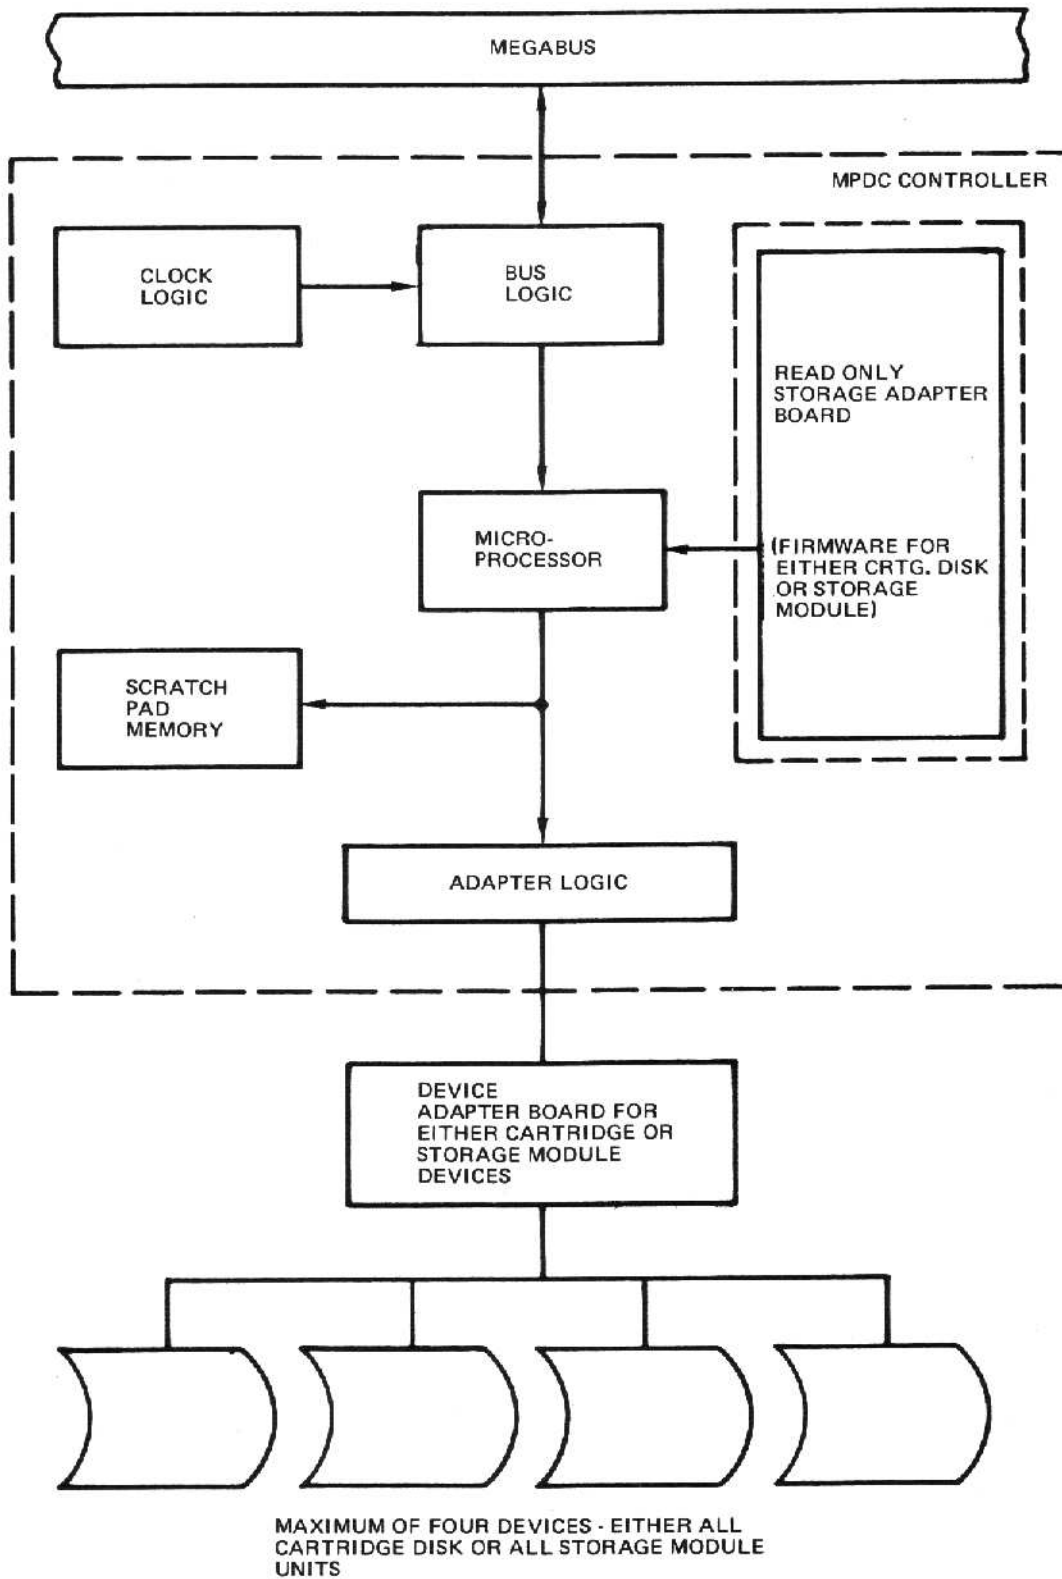 MEGABUS
MPDC CONTROLLER
CLOCK
LOGIC
BUS
LOGIC
READ ONLY
STORAGE ADAPTER
BOARD
(FIRMWARE FOR
EITHER CRTG. DISK
OR STORAGE
MODULE)
MICRO-
PROCESSOR
SCRATCH
PAD
MEMORY
ADAPTER LOGIC
DEVICE
ADAPTER BOARD FOR
EITHER CARTRIDGE OR
STORAGE MODULE
DEVICES
MAXIMUM OF FOUR DEVICES - EITHER ALL
CARTRIDGE DISK OR ALL STORAGE MODULE
UNITS